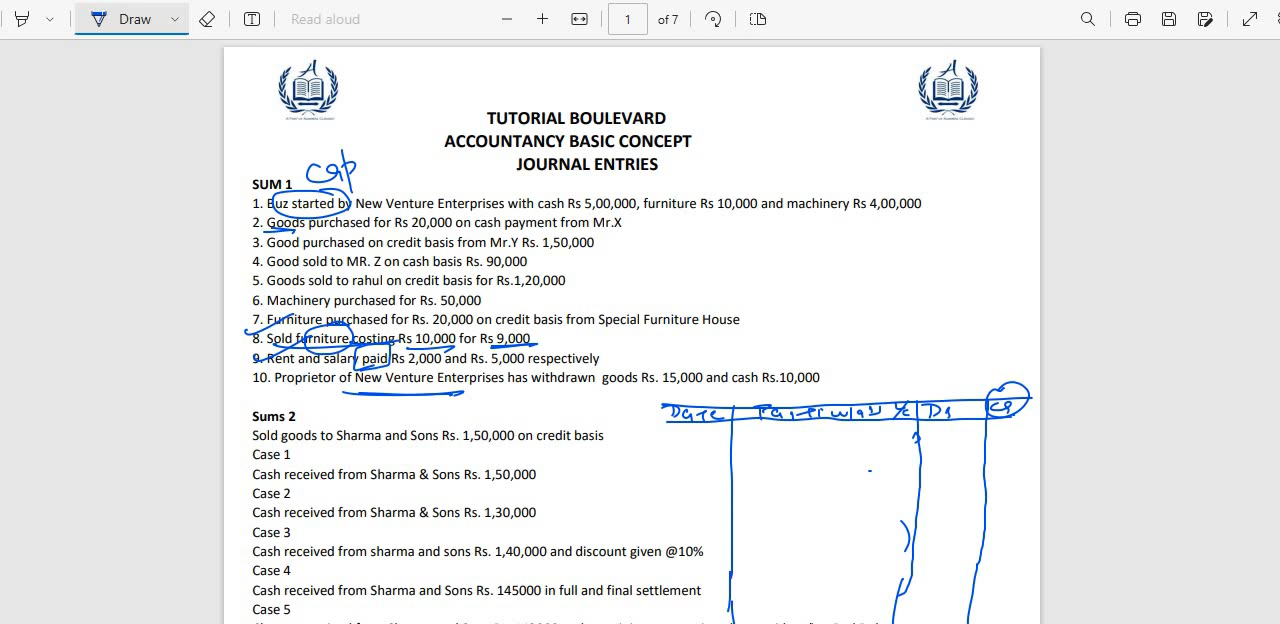 Draw Read aloud 1 of 7
TUTORIAL BOULEVARD
ACCOUNTANCY BASIC CONCEPT
JOURNAL ENTRIES
cap
SUM 1
1. Buz started by New Venture Enterprises with cash Rs 5,00,000, furniture Rs 10,000 and machinery Rs 4,00,000
2. Goods purchased for Rs 20,000 on cash payment from Mr.X
3. Good purchased on credit basis from Mr.Y Rs. 1,50,000
4. Good sold to MR. Z on cash basis Rs. 90,000
5. Goods sold to rahul on credit basis for Rs.1,20,000
6. Machinery purchased for Rs. 50,000
7. Furniture purchased for Rs. 20,000 on credit basis from Special Furniture House
8. Sold furniture costing Rs 10,000 for Rs 9,000
9. Rent and salary paid Rs 2,000 and Rs. 5,000 respectively
10. Proprietor of New Venture Enterprises has withdrawn goods Rs. 15,000 and cash Rs.10,000
Date
Sums 2
Sold goods to Sharma and Sons Rs. 1,50,000 on credit basis
Case 1
Cash received from Sharma & Sons Rs. 1,50,000
Case 2
Cash received from Sharma & Sons Rs. 1,30,000
Case 3
Cash received from sharma and sons Rs. 1,40,000 and discount given @10%
Case 4
Cash received from Sharma and Sons Rs. 145000 in full and final settlement
Case 5